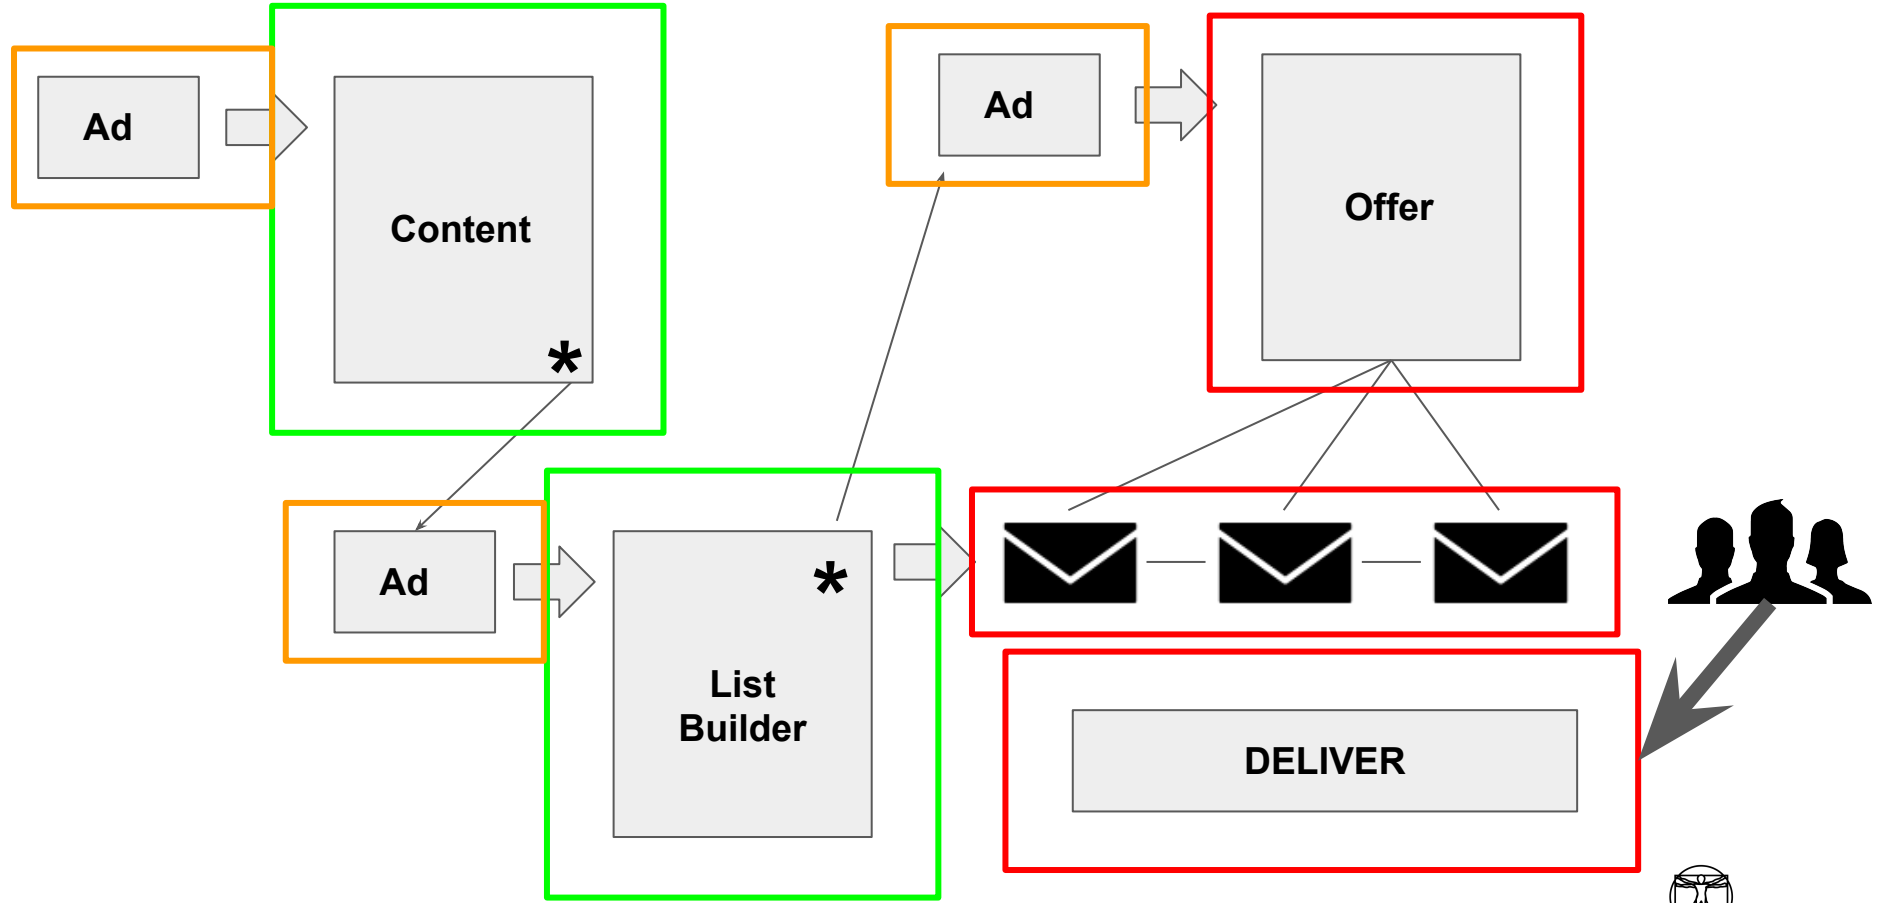 Ad
Content
*
Ad
Offer
Ad
List
Builder
*
DELIVER